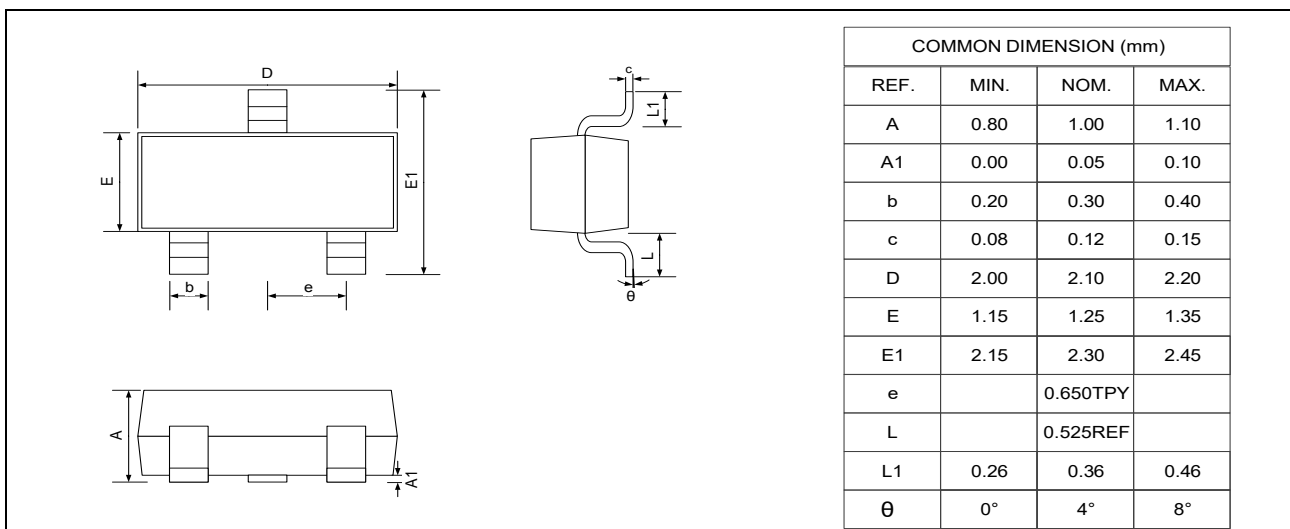 D
E
E1
b
e
c
L1
L
θ
A
A1
COMMON DIMENSION (mm)
REF. MIN. NOM. MAX.
A 0.80 1.00 1.10
A1 0.00 0.05 0.10
b 0.20 0.30 0.40
c 0.08 0.12 0.15
D 2.00 2.10 2.20
E 1.15 1.25 1.35
E1 2.15 2.30 2.45
e 0.650TPY
L 0.525REF
L1 0.26 0.36 0.46
θ 0° 4° 8°